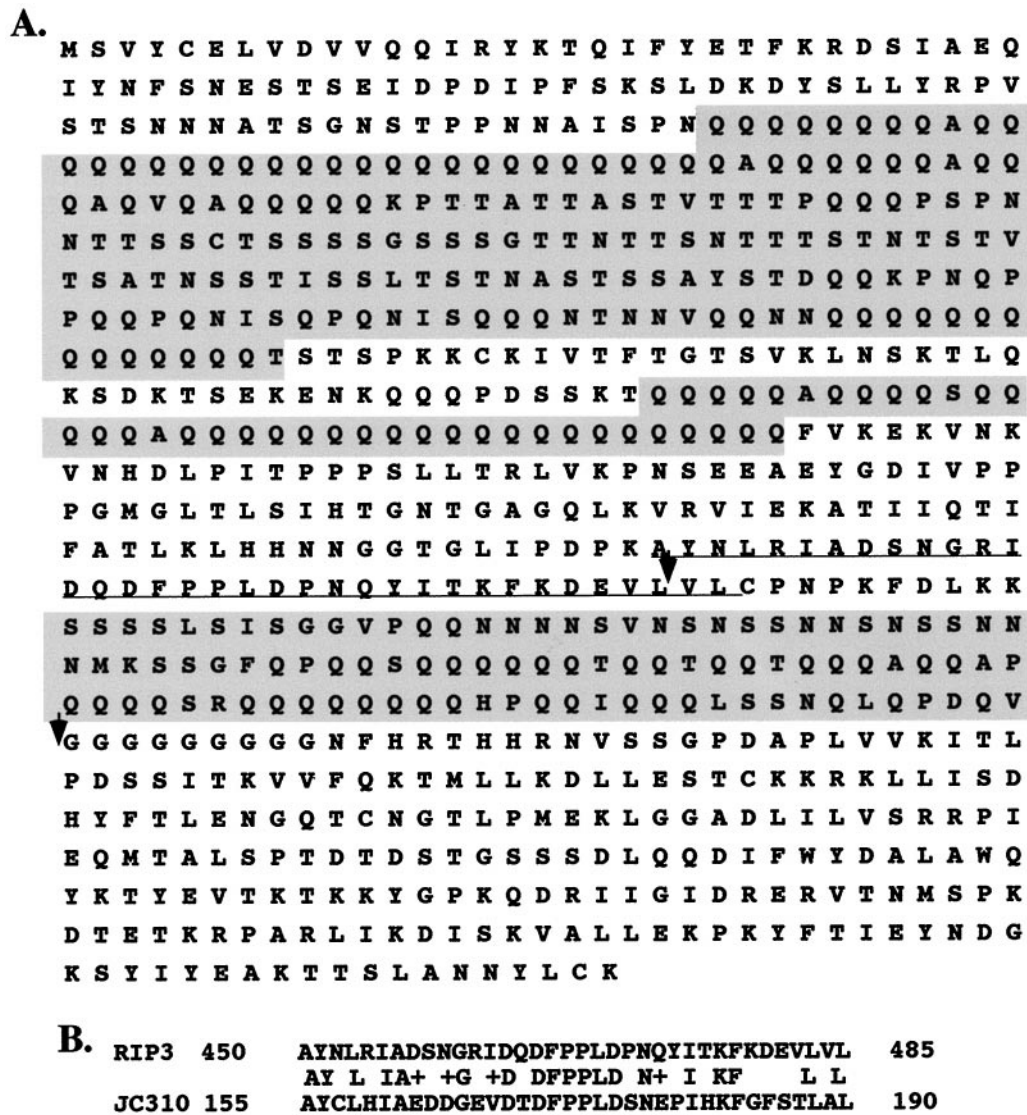 A.
M S V Y C E L V D V V Q Q I R Y K T Q I F Y E T F K R D S I A E Q
I Y N F S N E S T S E I D P D I P F S K S L D K D Y S L L Y R P V
S T S N N N A T S G N S T P P N N A I S P N Q Q Q Q Q Q Q Q A Q Q
Q Q Q Q Q Q Q Q Q Q Q Q Q Q Q Q Q Q Q Q Q Q Q A Q Q Q Q Q Q A Q Q
Q A Q V Q A Q Q Q Q Q K P T T A T T A S T V T T T P Q Q Q P S P N
N T T S S C T S S S S G S S S G T T N T T S N T T T S T N T S T V
T S A T N S S T I S S L T S T N A S T S S A Y S T D Q Q K P N Q P
P Q Q P Q N I S Q P Q N I S Q Q Q N T N N V Q Q N N Q Q Q Q Q Q Q
Q Q Q Q Q Q Q T S T S P K K C K I V T F T G T S V K L N S K T L Q
K S D K T S E K E N K Q Q Q P D S S K T Q Q Q Q Q A Q Q Q Q S Q Q
Q Q Q A Q Q Q Q Q Q Q Q Q Q Q Q Q Q Q Q Q Q Q Q Q F V K E K V N K
V N H D L P I T P P P S L L T R L V K P N S E E A E Y G D I V P P
P G M G L T L S I H T G N T G A G Q L K V R V I E K A T I I Q T I
F A T L K L H H N N G G T G L I P D P K A Y N L R I A D S N G R I
D Q D F P P L D P N Q Y I T K F K D E V L V L C P N P K F D L K K
S S S S L S I S G G V P Q Q N N N N S V N S N S S N N S N S S N N
N M K S S G F Q P Q Q S Q Q Q Q Q Q T Q Q T Q Q T Q Q Q A Q Q A P
Q Q Q Q S R Q Q Q Q Q Q Q Q H P Q Q I Q Q Q L S S N Q L Q P D Q V
G G G G G G G G G N F H R T H H R N V S S G P D A P L V V K I T L
P D S S I T K V V F Q K T M L L K D L L E S T C K K R K L L I S D
H Y F T L E N G Q T C N G T L P M E K L G G A D L I L V S R R P I
E Q M T A L S P T D T D S T G S S S D L Q Q D I F W Y D A L A W Q
Y K T Y E V T K T K K Y G P K Q D R I I G I D R E R V T N M S P K
D T E T K R P A R L I K D I S K V A L L E K P K Y F T I E Y N D G
K S Y I Y E A K T T S L A N N Y L C K
B. RIP3 450 AYNLRIADSNGRIDQDFPPLDPNQYITKFKDEVLVL 485
AY L IA+ +G +D DFPPLD N+ I KF L L
JC310 155 AYCLHIAEDDGEVDTDFPPLDSNEPIHKFGFSTLAL 190